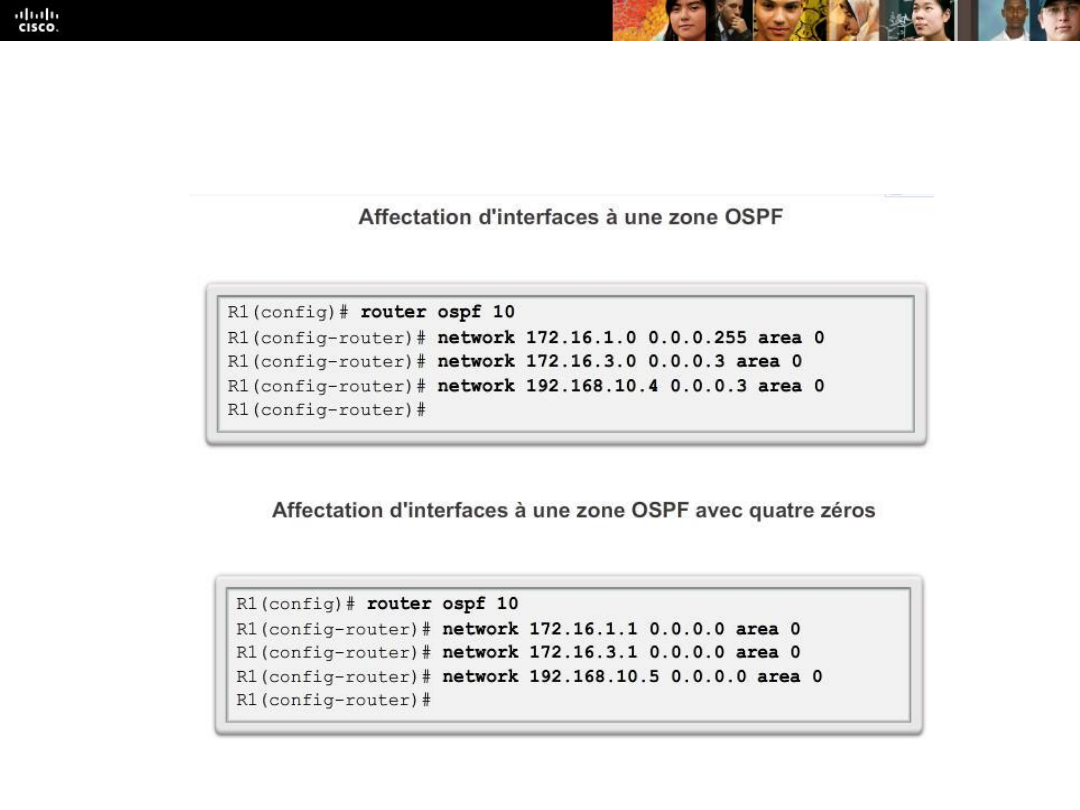 CISCO.
Affectation d'interfaces à une zone OSPF
R1(config)# router ospf 10
R1(config-router)# network 172.16.1.0 0.0.0.255 area 0
R1(config-router)# network 172.16.3.0 0.0.0.3 area 0
R1(config-router)# network 192.168.10.4 0.0.0.3 area 0
R1(config-router)#
Affectation d'interfaces à une zone OSPF avec quatre zéros
R1(config)# router ospf 10
R1(config-router)# network 172.16.1.1 0.0.0.0 area 0
R1(config-router)# network 172.16.3.1 0.0.0.0 area 0
R1(config-router)# network 192.168.10.5 0.0.0.0 area 0
R1(config-router)#